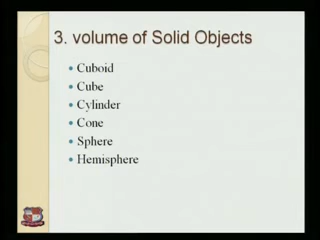 3. volume of Solid Objects
Cuboid
Cube
Cylinder
Cone
Sphere
Hemisphere